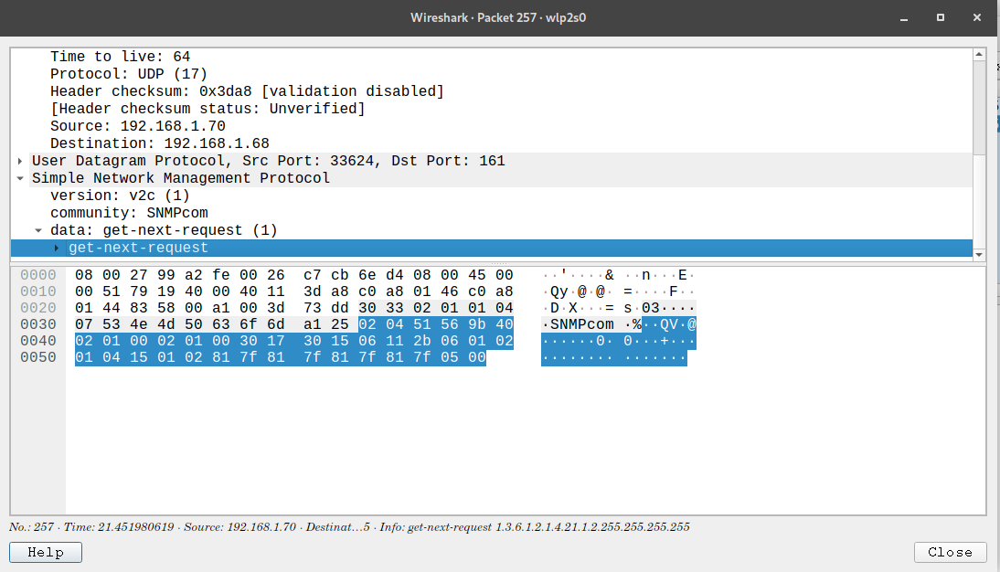 Wireshark · Packet 257 · wlp2s0
Time to live: 64
Protocol: UDP (17)
Header checksum: 0x3da8 [validation disabled]
[Header checksum status: Unverified]
Source: 192.168.1.70
Destination: 192.168.1.68
User Datagram Protocol, Src Port: 33624, Dst Port: 161
Simple Network Management Protocol
version: v2c (1)
community: SNMPcom
data: get-next-request (1)
get-next-request
0000 08 00 27 99 a2 fe 00 26 c7 cb 6e d4 08 00 45 00 ··'····& ··n···E·
0010 00 51 79 19 40 00 40 11 3d a8 c0 a8 01 46 c0 a8 ·Qy·@·@· =····F··
0020 01 44 83 58 00 a1 00 3d 73 dd 30 33 02 01 01 04 ·D·X···= s·03····
0030 07 53 4e 4d 50 63 6f 6d a1 25 02 04 51 56 9b 40 ·SNMPcom ·%··QV·@
0040 02 01 00 02 01 00 30 17 30 15 06 11 2b 06 01 02 ······0· 0···+···
0050 01 04 15 01 02 81 7f 81 7f 81 7f 81 7f 05 00 ········ ·······
No.: 257 · Time: 21.451980619 · Source: 192.168.1.70 · Destinat…5 · Info: get-next-request 1.3.6.1.2.1.4.21.1.2.255.255.255.255
Help
Close